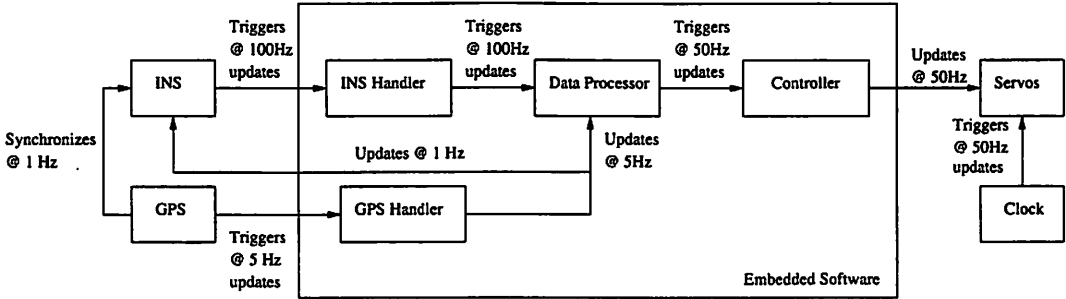 Triggers
@ 100Hz
updates
Triggers
@ 100Hz
updates
Triggers
@ 50Hz
updates
Updates
@ 50Hz
INS
INS Handler
Data Processor
Controller
Servos
Synchronizes
@ 1 Hz
Updates @ 1 Hz
Updates
@ 5Hz
Triggers
@ 50Hz
updates
GPS
GPS Handler
Clock
Triggers
@ 5 Hz
updates
Embedded Software